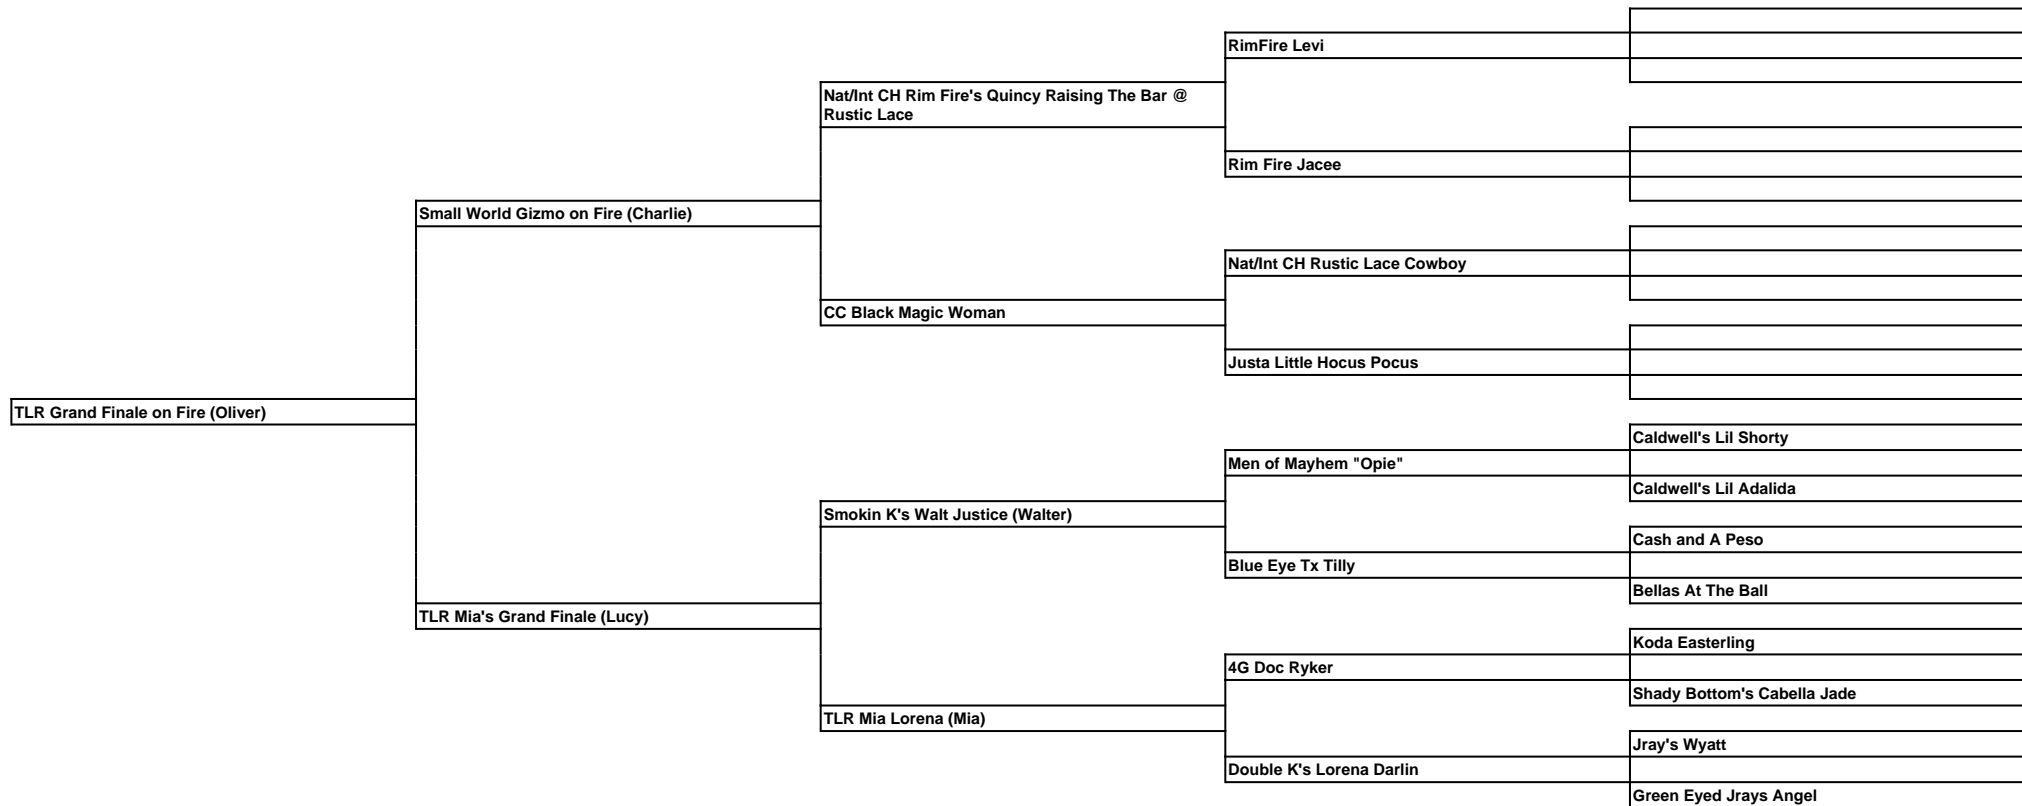 RimFire Levi
Nat/Int CH Rim Fire's Quincy Raising The Bar @
Rustic Lace
Rim Fire Jacee
Small World Gizmo on Fire (Charlie)
Nat/Int CH Rustic Lace Cowboy
CC Black Magic Woman
Justa Little Hocus Pocus
TLR Grand Finale on Fire (Oliver)
Caldwell's Lil Shorty
Men of Mayhem "Opie"
Caldwell's Lil Adalida
Smokin K's Walt Justice (Walter)
Cash and A Peso
Blue Eye Tx Tilly
Bellas At The Ball
TLR Mia's Grand Finale (Lucy)
Koda Easterling
4G Doc Ryker
Shady Bottom's Cabella Jade
TLR Mia Lorena (Mia)
Jray's Wyatt
Double K's Lorena Darlin
Green Eyed Jrays Angel